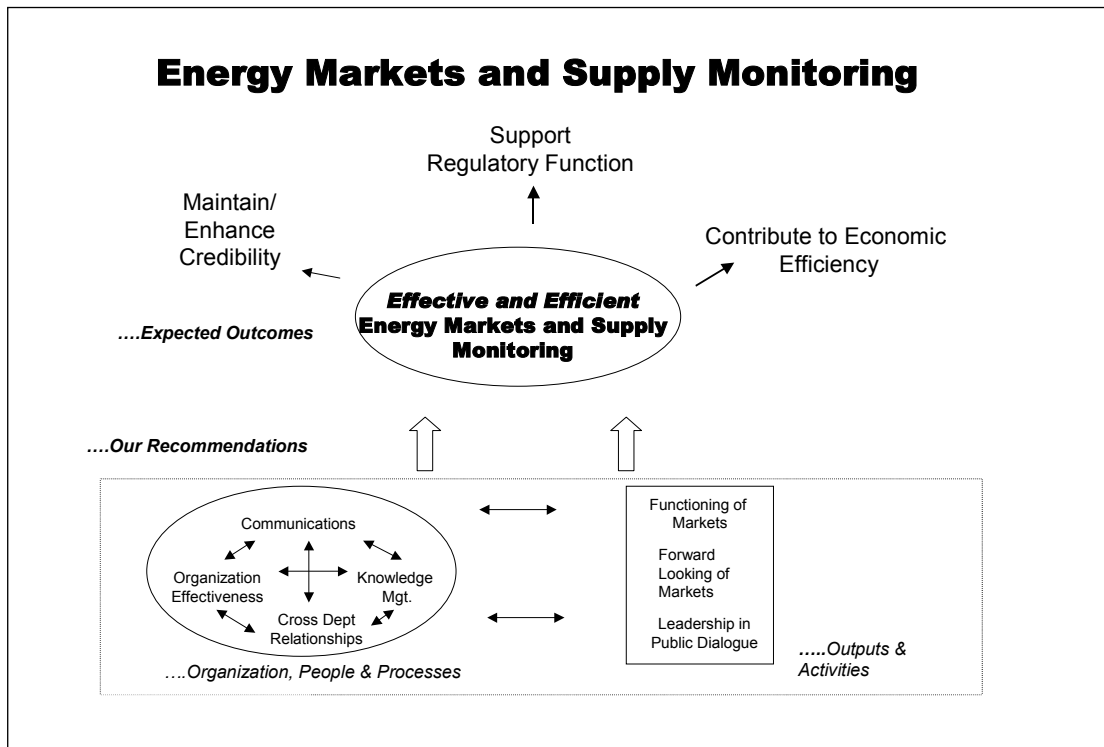 Energy Markets and Supply Monitoring
Support
Regulatory Function
Maintain/
Enhance
Credibility
Contribute to Economic
Efficiency
Effective and Efficient
Energy Markets and Supply
Monitoring
....Expected Outcomes
....Our Recommendations
Communications
Organization
Effectiveness
Knowledge
Mgt.
Cross Dept
Relationships
....Organization, People & Processes
Functioning of
Markets
Forward
Looking of
Markets
Leadership in
Public Dialogue
.....Outputs &
Activities